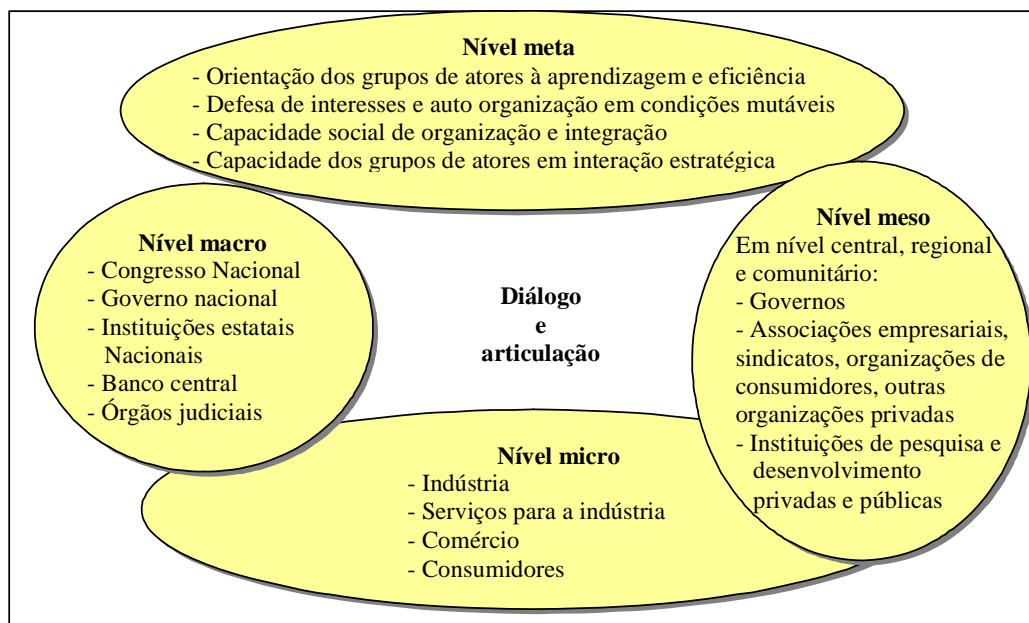 Nível meta
- Orientação dos grupos de atores à aprendizagem e eficiência
- Defesa de interesses e auto organização em condições mutáveis
- Capacidade social de organização e integração
- Capacidade dos grupos de atores em interação estratégica
Nível macro
- Congresso Nacional
- Governo nacional
- Instituições estatais
Nacionais
- Banco central
- Órgãos judiciais
Diálogo
e
articulação
Nível meso
Em nível central, regional
e comunitário:
- Governos
- Associações empresariais,
sindicatos, organizações de
consumidores, outras
organizações privadas
- Instituições de pesquisa e
desenvolvimento
privadas e públicas
Nível micro
- Indústria
- Serviços para a indústria
- Comércio
- Consumidores